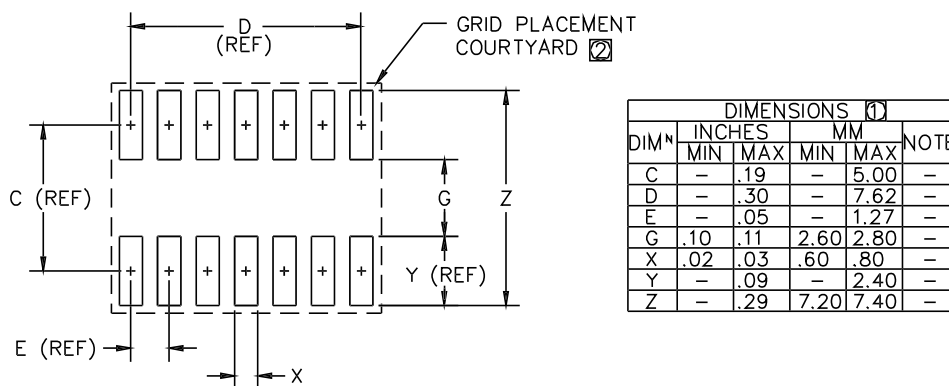 D
(REF)
GRID PLACEMENT
COURTYARD 2
C (REF)
G
Z
Y (REF)
E (REF)
X
DIMENSIONS 1
DIM N INCHES MM NOTE
MIN MAX MIN MAX
C – .19 – 5.00 –
D – .30 – 7.62 –
E – .05 – 1.27 –
G .10 .11 2.60 2.80 –
X .02 .03 .60 .80 –
Y – .09 – 2.40 –
Z – .29 7.20 7.40 –